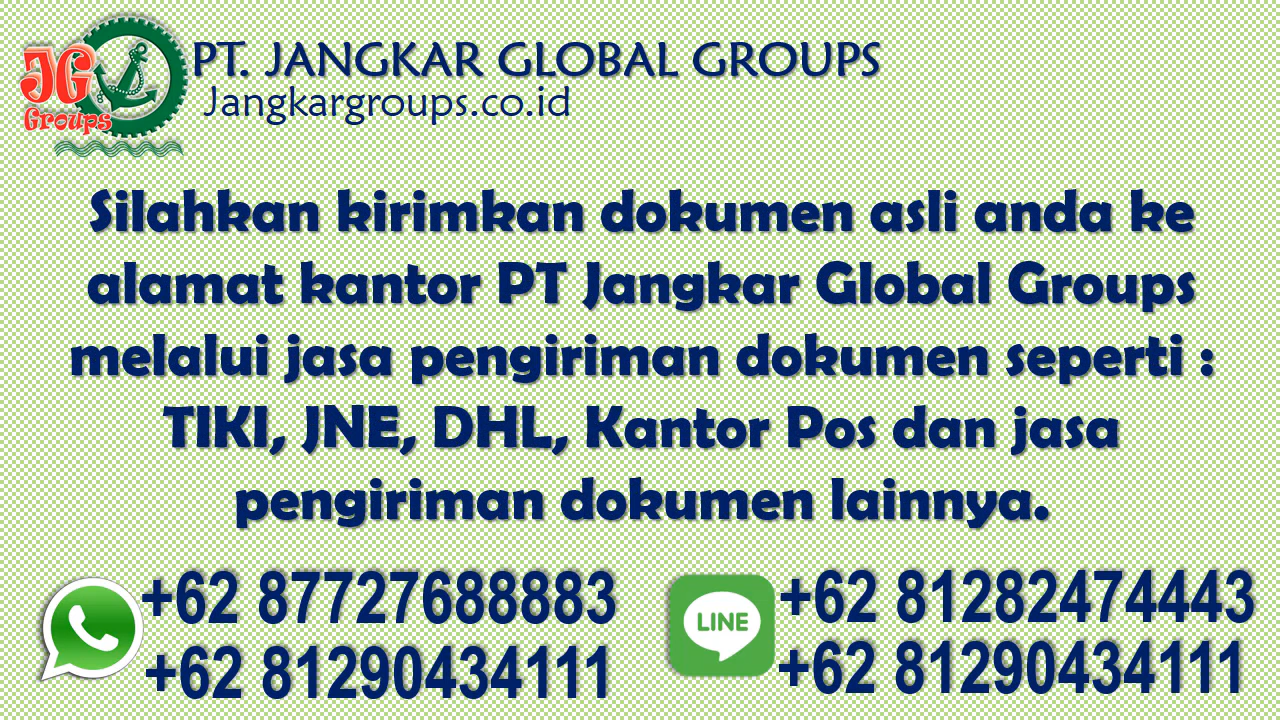 JG
Groups
PT. JANGKAR GLOBAL GROUPS
Jangkargroups.co.id
Silahkan kirimkan dokumen asli anda ke
alamat kantor PT Jangkar Global Groups
melalui jasa pengiriman dokumen seperti :
TIKI, JNE, DHL, Kantor Pos dan jasa
pengiriman dokumen lainnya.
+62 87727688883
+62 81290434111
LINE
+62 81282474443
+62 81290434111